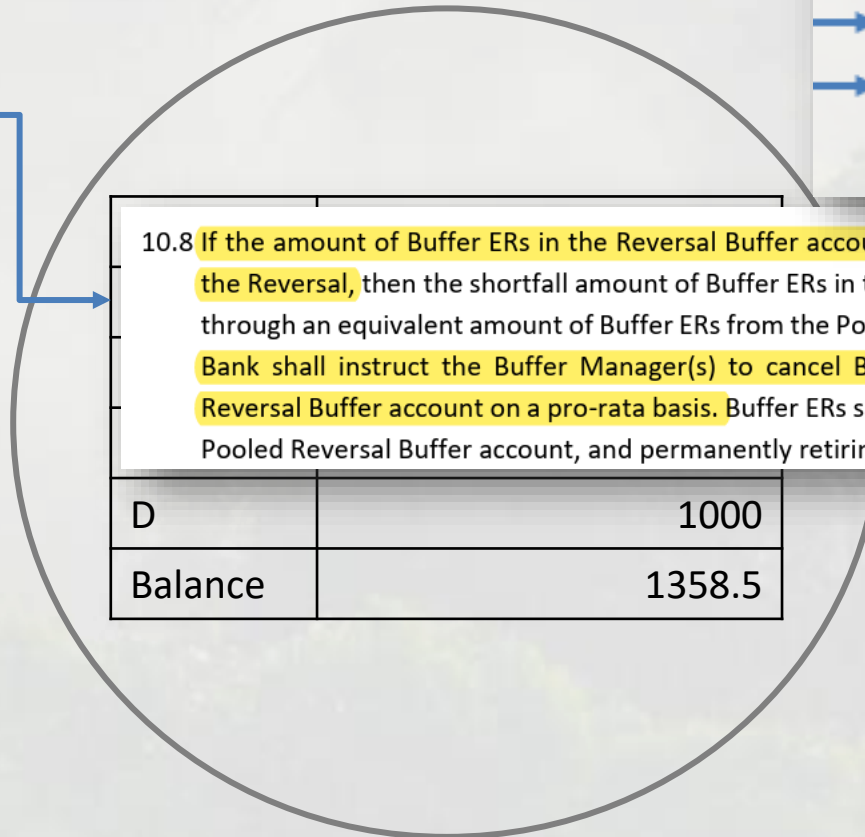 10.8 If the amount of Buffer ERs in the Reversal Buffer
the Reversal, then the shortfall amount of Buffer ERs in
through an equivalent amount of Buffer ERs from the
Bank shall instruct the Buffer Manager(s) to cancel
Reversal Buffer account on a pro-rata basis. Buffer ERs
Pooled Reversal Buffer account, and permanently
D 1000
Balance 1358.5